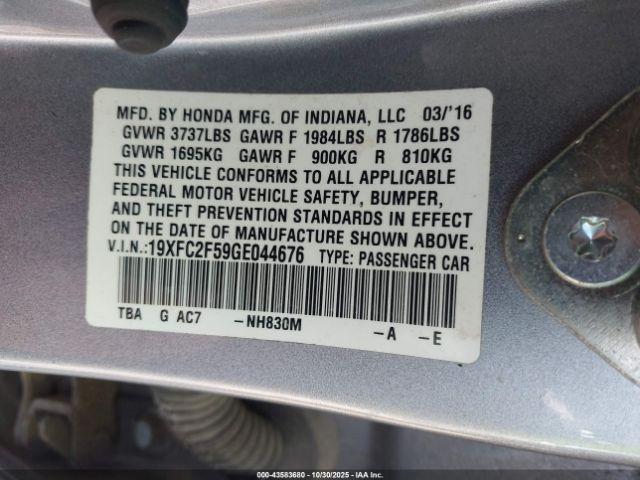 MFD. BY HONDA MFG. OF INDIANA, LLC 03/'16
GVWR 3737LBS GAWR F 1984LBS R 1786LBS
GVWR 1695KG GAWR F 900KG R 810KG
THIS VEHICLE CONFORMS TO ALL APPLICABLE
FEDERAL MOTOR VEHICLE SAFETY, BUMPER,
AND THEFT PREVENTION STANDARDS IN EFFECT
ON THE DATE OF MANUFACTURE SHOWN ABOVE.
V.I.N.:19XFC2F59GE044676 TYPE: PASSENGER CAR
TBA G AC7 -NH830M -A -E
000-43583680 | 10/30/2025 | IAA Inc.